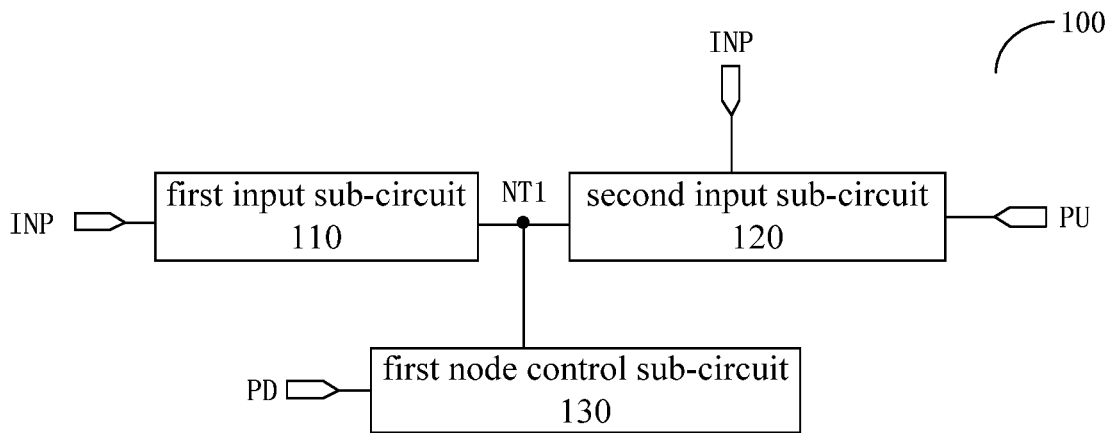 100
INP
first input sub-circuit
110
NT1
second input sub-circuit
120
INP
PU
first node control sub-circuit
130
PD